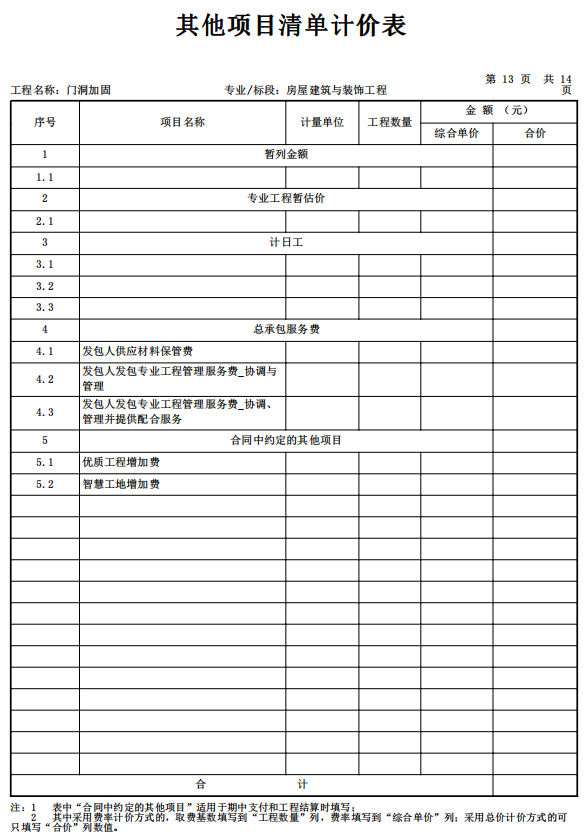 其他项目清单计价表
第 13 页 共 14
工程名称：门洞加固 专业/标段：房屋建筑与装饰工程 页
序号 项目名称 计量单位 工程数量 金 额 （元）
综合单价 合价
1 暂列金额
1.1
2 专业工程暂估价
2.1
3 计日工
3.1
3.2
3.3
4 总承包服务费
4.1 发包人供应材料保管费
4.2 发包人发包专业工程管理服务费_协调与
管理
4.3 发包人发包专业工程管理服务费_协调、
管理并提供配合服务
5 合同中约定的其他项目
5.1 优质工程增加费
5.2 智慧工地增加费
合 计
注：1 表中“合同中约定的其他项目”适用于期中支付和工程结算时填写；
2 其中采用费率计价方式的，取费基数填写到“工程数量”列，费率填写到“综合单价”列；采用总价计价方式的可
只填写“合价”列数值。